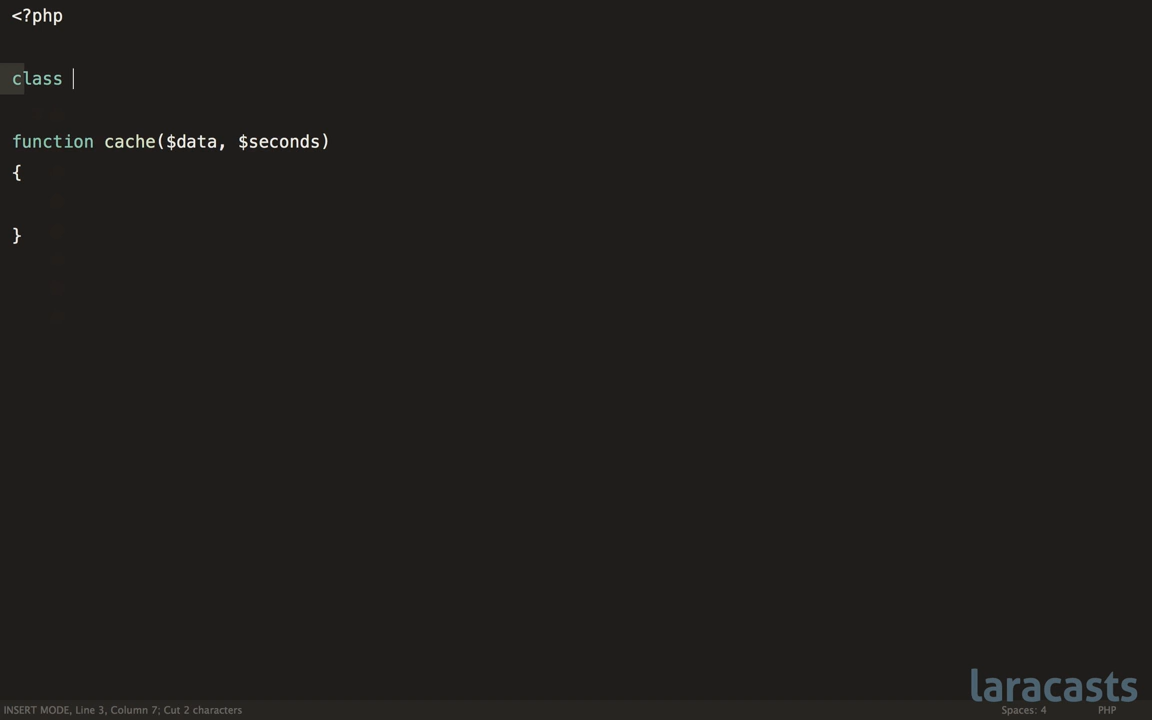 <?php
class
function cache($data, $seconds)
{
}
laracasts
INSERT MODE, Line 3, Column 7; Cut 2 characters
Spaces: 4
PHP